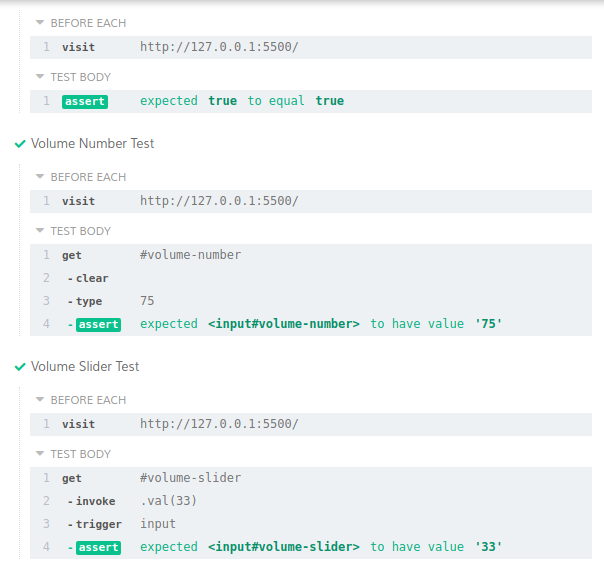 BEFORE EACH
1 visit http://127.0.0.1:5500/
TEST BODY
1 assert expected true to equal true
Volume Number Test
BEFORE EACH
1 visit http://127.0.0.1:5500/
TEST BODY
1 get #volume-number
2 -clear
3 -type 75
4 -assert expected <input#volume-number> to have value '75'
Volume Slider Test
BEFORE EACH
1 visit http://127.0.0.1:5500/
TEST BODY
1 get #volume-slider
2 -invoke .val(33)
3 -trigger input
4 -assert expected <input#volume-slider> to have value '33'